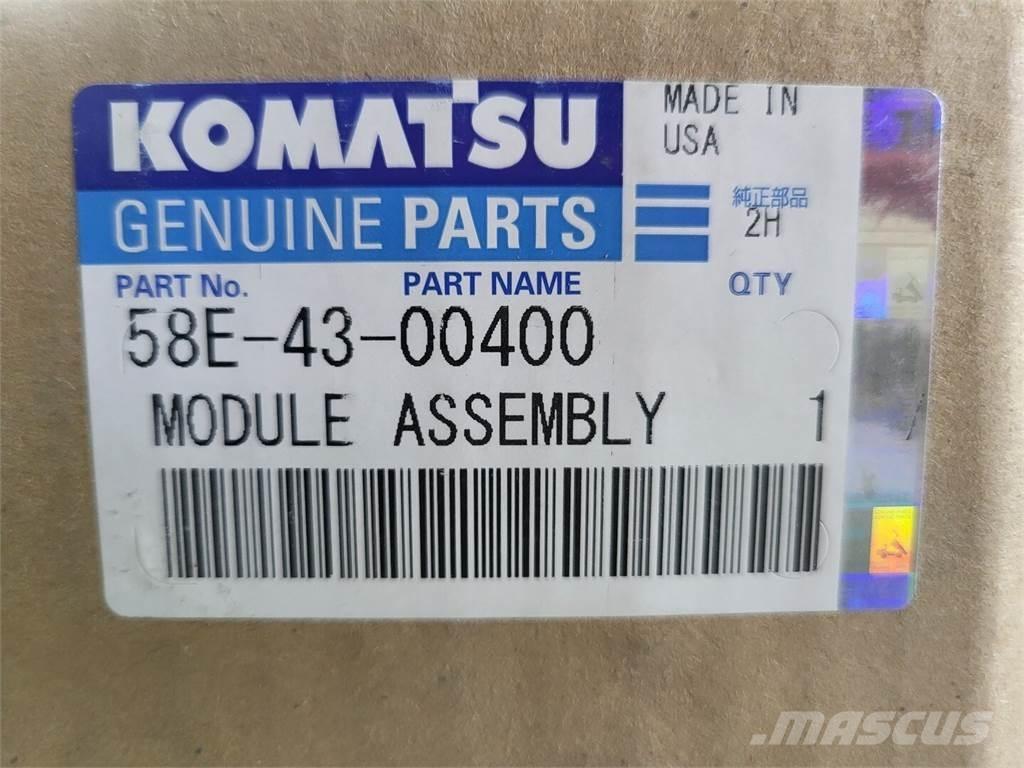 KOMATSU
GENUINE PARTS
MADE IN
USA
純正部品
2H
PART No.
PART NAME
QTY
58E-43-00400
MODULE ASSEMBLY
1
MASCUS